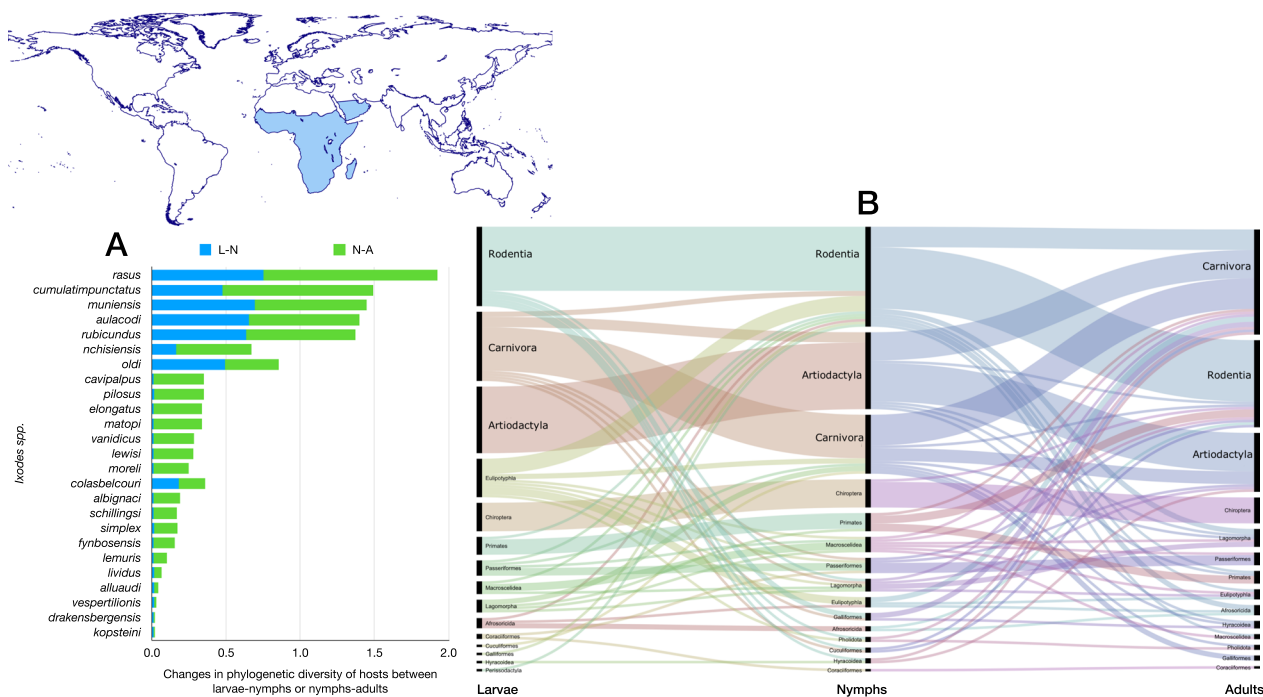 A
L-N
N-A
rasus
cumulatimpunctatus
muniensis
aulacodi
rubicundus
nchisiensis
oldi
cavipalpus
pilosus
elongatus
matopi
vanidicus
lewisi
moreli
colasbelcouri
albignaci
schillingsi
simplex
fynbosensis
lemuris
lividus
alluaudi
vespertilionis
drakensbergensis
kopsteini
Ixodes spp.
0.0 0.5 1.0 1.5 2.0
Changes in phylogenetic diversity of hosts between
larvae-nymphs or nymphs-adults
B
Rodentia
Carnivora
Artiodactyla
Eulipotyphla
Chiroptera
Primates
Passeriformes
Macroscelidea
Lagomorpha
Afrosoricida
Coraciiformes
Cuculiformes
Galliformes
Hyracoidea
Perissodactyla
Larvae
Rodentia
Artiodactyla
Carnivora
Chiroptera
Primates
Macroscelidea
Passeriformes
Lagomorpha
Eulipotyphla
Galliformes
Afrosoricida
Pholidota
Cuculiformes
Hyracoidea
Coraciiformes
Nymphs
Carnivora
Rodentia
Artiodactyla
Chiroptera
Lagomorpha
Passeriformes
Primates
Eulipotyphla
Afrosoricida
Hyracoidea
Macroscelidea
Pholidota
Galliformes
Coraciiformes
Adults